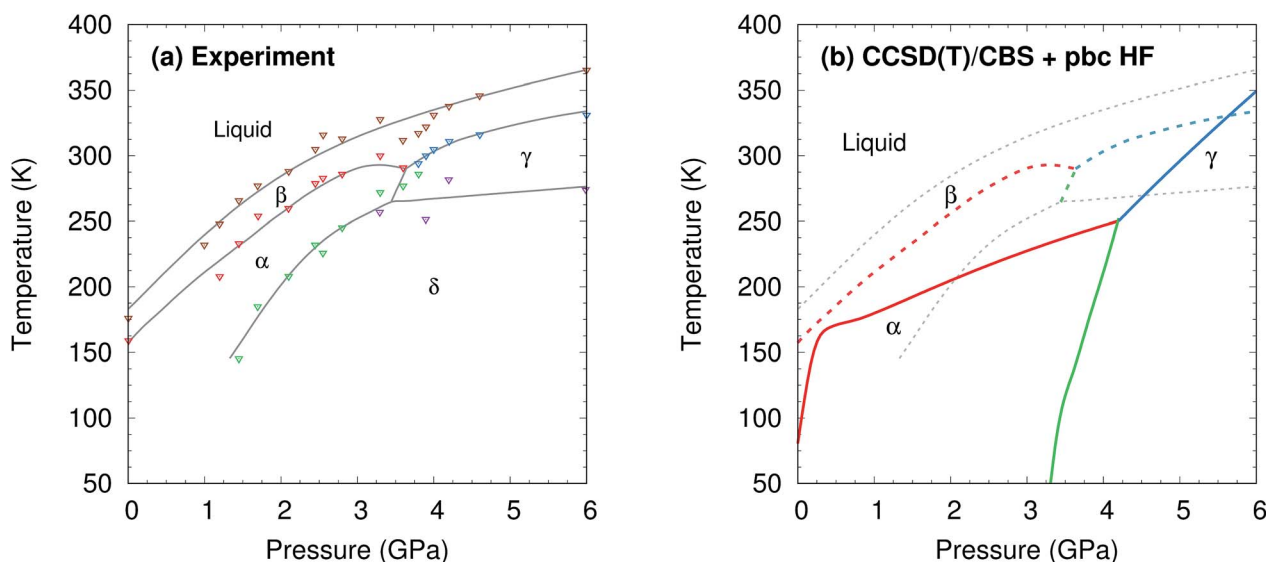 (a) Experiment
Liquid
β
α
γ
δ
400
350
300
250
200
150
100
50
0
1
2
3
4
5
6
Temperature (K)
Pressure (GPa)
(b) CCSD(T)/CBS + pbc HF
Liquid
β
α
γ
400
350
300
250
200
150
100
50
0
1
2
3
4
5
6
Temperature (K)
Pressure (GPa)